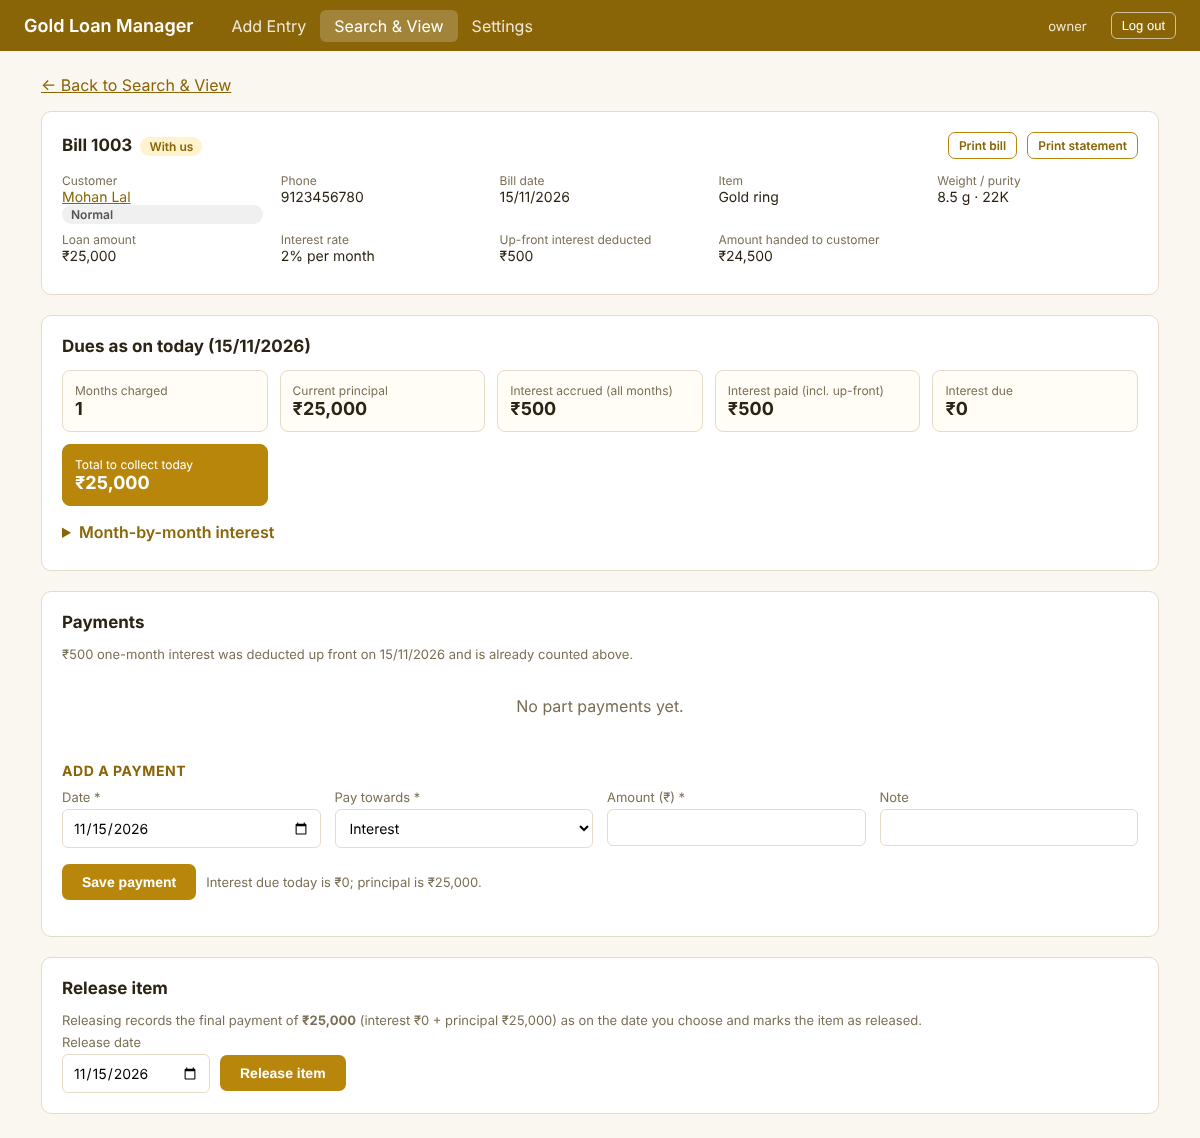 Gold Loan Manager Add Entry Search & View Settings owner Log out
← Back to Search & View
Bill 1003 With us Print bill Print statement
Customer Phone Bill date Item Weight / purity
Mohan Lal 9123456780 15/11/2026 Gold ring 8.5 g · 22K
Normal
Loan amount Interest rate Up-front interest deducted Amount handed to customer
₹25,000 2% per month ₹500 ₹24,500
Dues as on today (15/11/2026)
Months charged Current principal Interest accrued (all months) Interest paid (incl. up-front) Interest due
1 ₹25,000 ₹500 ₹500 ₹0
Total to collect today
₹25,000
Month-by-month interest
Payments
₹500 one-month interest was deducted up front on 15/11/2026 and is already counted above.
No part payments yet.
ADD A PAYMENT
Date * Pay towards * Amount (₹) * Note
11/15/2026 Interest
Save payment Interest due today is ₹0; principal is ₹25,000.
Release item
Releasing records the final payment of ₹25,000 (interest ₹0 + principal ₹25,000) as on the date you choose and marks the item as released.
Release date
11/15/2026 Release item